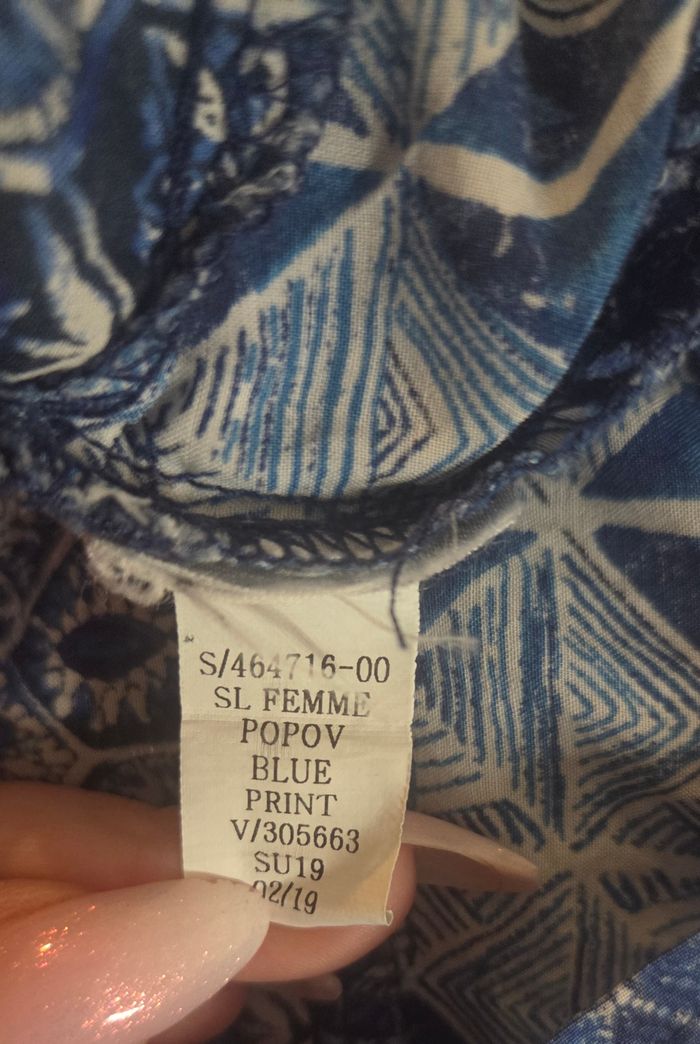 S/464716-00
SL FEMME
POPOV
BLUE
PRINT
V/305663
SU19
02/19